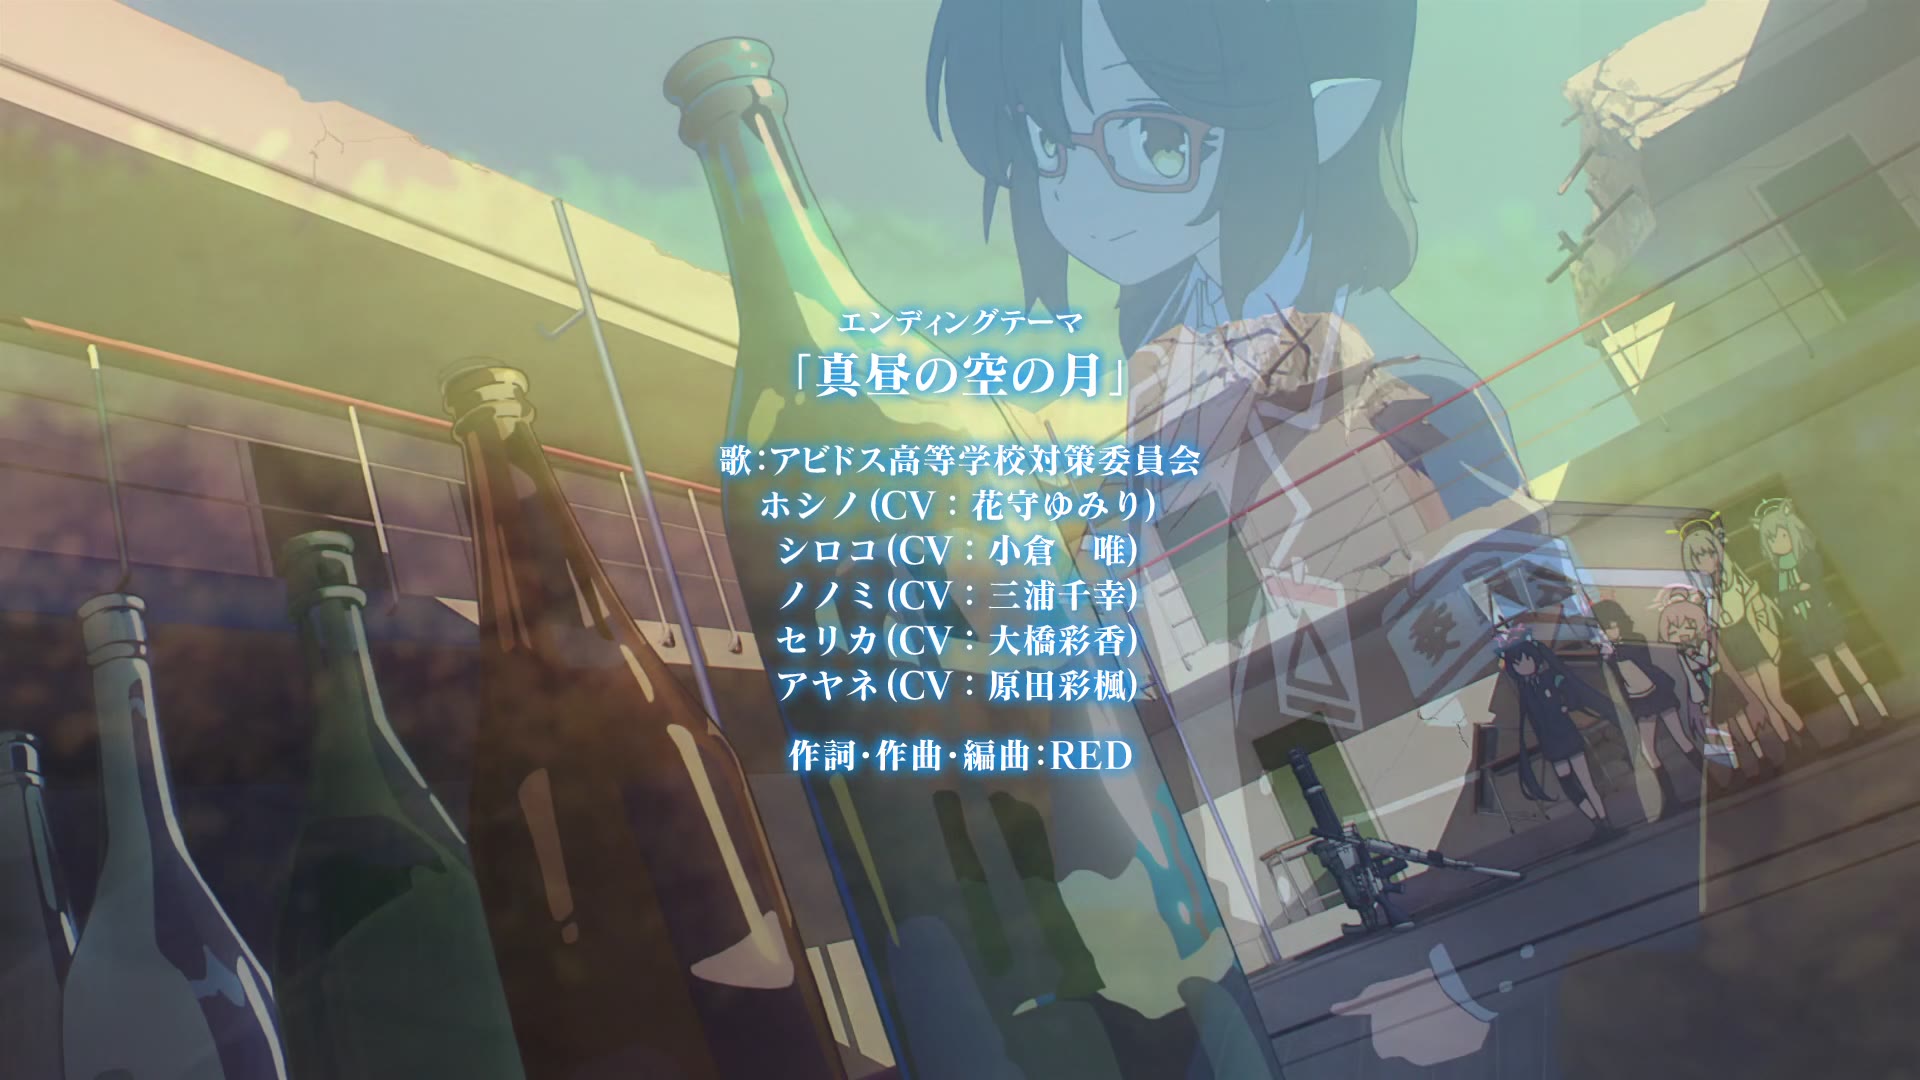 エンディングテーマ
「真昼の空の月」
歌：アビドス高等学校対策委員会
ホシノ(CV：花守ゆみり)
シロコ(CV：小倉　唯)
ノノミ(CV：三浦千幸)
セリカ(CV：大橋彩香)
アヤネ(CV：原田彩楓)
作詞・作曲・編曲：RED